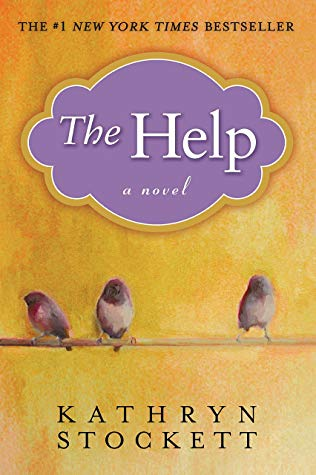 THE #1 NEW YORK TIMES BESTSELLER
The Help
a novel
KATHRYN
STOCKETT